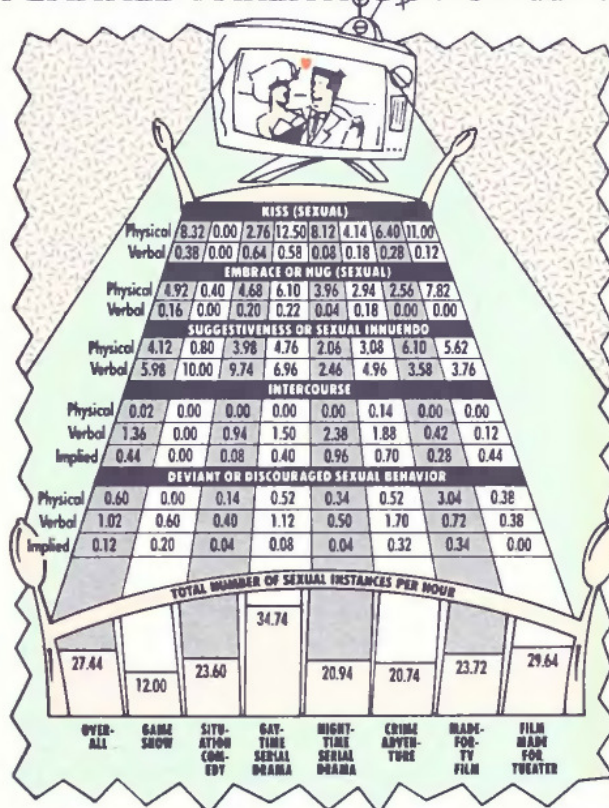 KISS (SEXUAL)
Physical 8.32 0.00 2.76 12.50 8.12 4.14 6.40 11.00
Verbal 0.38 0.00 0.64 0.58 0.08 0.18 0.28 0.12
EMBRACE OR HUG (SEXUAL)
Physical 4.92 0.40 4.68 6.10 3.96 2.94 2.56 7.82
Verbal 0.16 0.00 0.20 0.22 0.04 0.18 0.00 0.00
SUGGESTIVENESS OR SEXUAL INNUENDO
Physical 4.12 0.80 3.98 4.76 2.06 3.08 6.10 5.62
Verbal 5.98 10.00 9.74 6.96 2.46 4.96 3.58 3.76
INTERCOURSE
Physical 0.02 0.00 0.00 0.00 0.00 0.14 0.00 0.00
Verbal 1.36 0.00 0.94 1.50 2.38 1.88 0.42 0.12
Implied 0.44 0.00 0.08 0.40 0.96 0.70 0.28 0.44
DEVIANT OR DISCOURAGED SEXUAL BEHAVIOR
Physical 0.60 0.00 0.14 0.52 0.34 0.52 3.04 0.38
Verbal 1.02 0.60 0.40 1.12 0.50 1.70 0.72 0.38
Implied 0.12 0.20 0.04 0.08 0.04 0.32 0.34 0.00
TOTAL NUMBER OF SEXUAL INSTANCES PER HOUR
27.44 12.00 23.60 34.74 20.94 20.74 23.72 29.64
OVER-
ALL
GAME
SHOW
SITU-
ATION
COM-
EDY
GAY-
TIME
SERIAL
DRAMA
NIGHT-
TIME
SERIAL
DRAMA
CRIME
ADVEN-
TURE
MADE-
FOR-
TV
FILM
FILM
MADE
FOR
THEATER